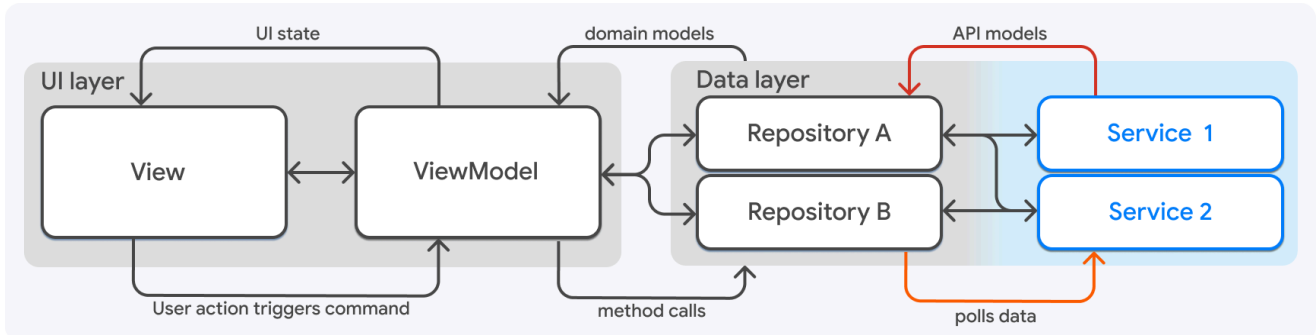 UI state
domain models
API models
UI layer
Data layer
View
ViewModel
Repository A
Service 1
Repository B
Service 2
User action triggers command
method calls
polls data